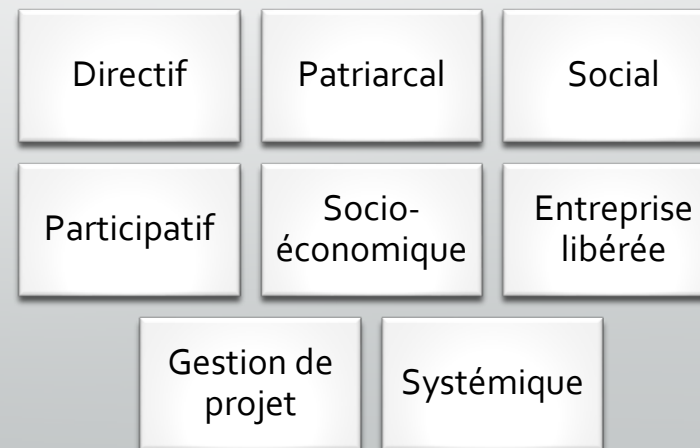 Directif
Patriarcal
Social
Participatif
Socio-
économique
Entreprise
libérée
Gestion de
projet
Systémique